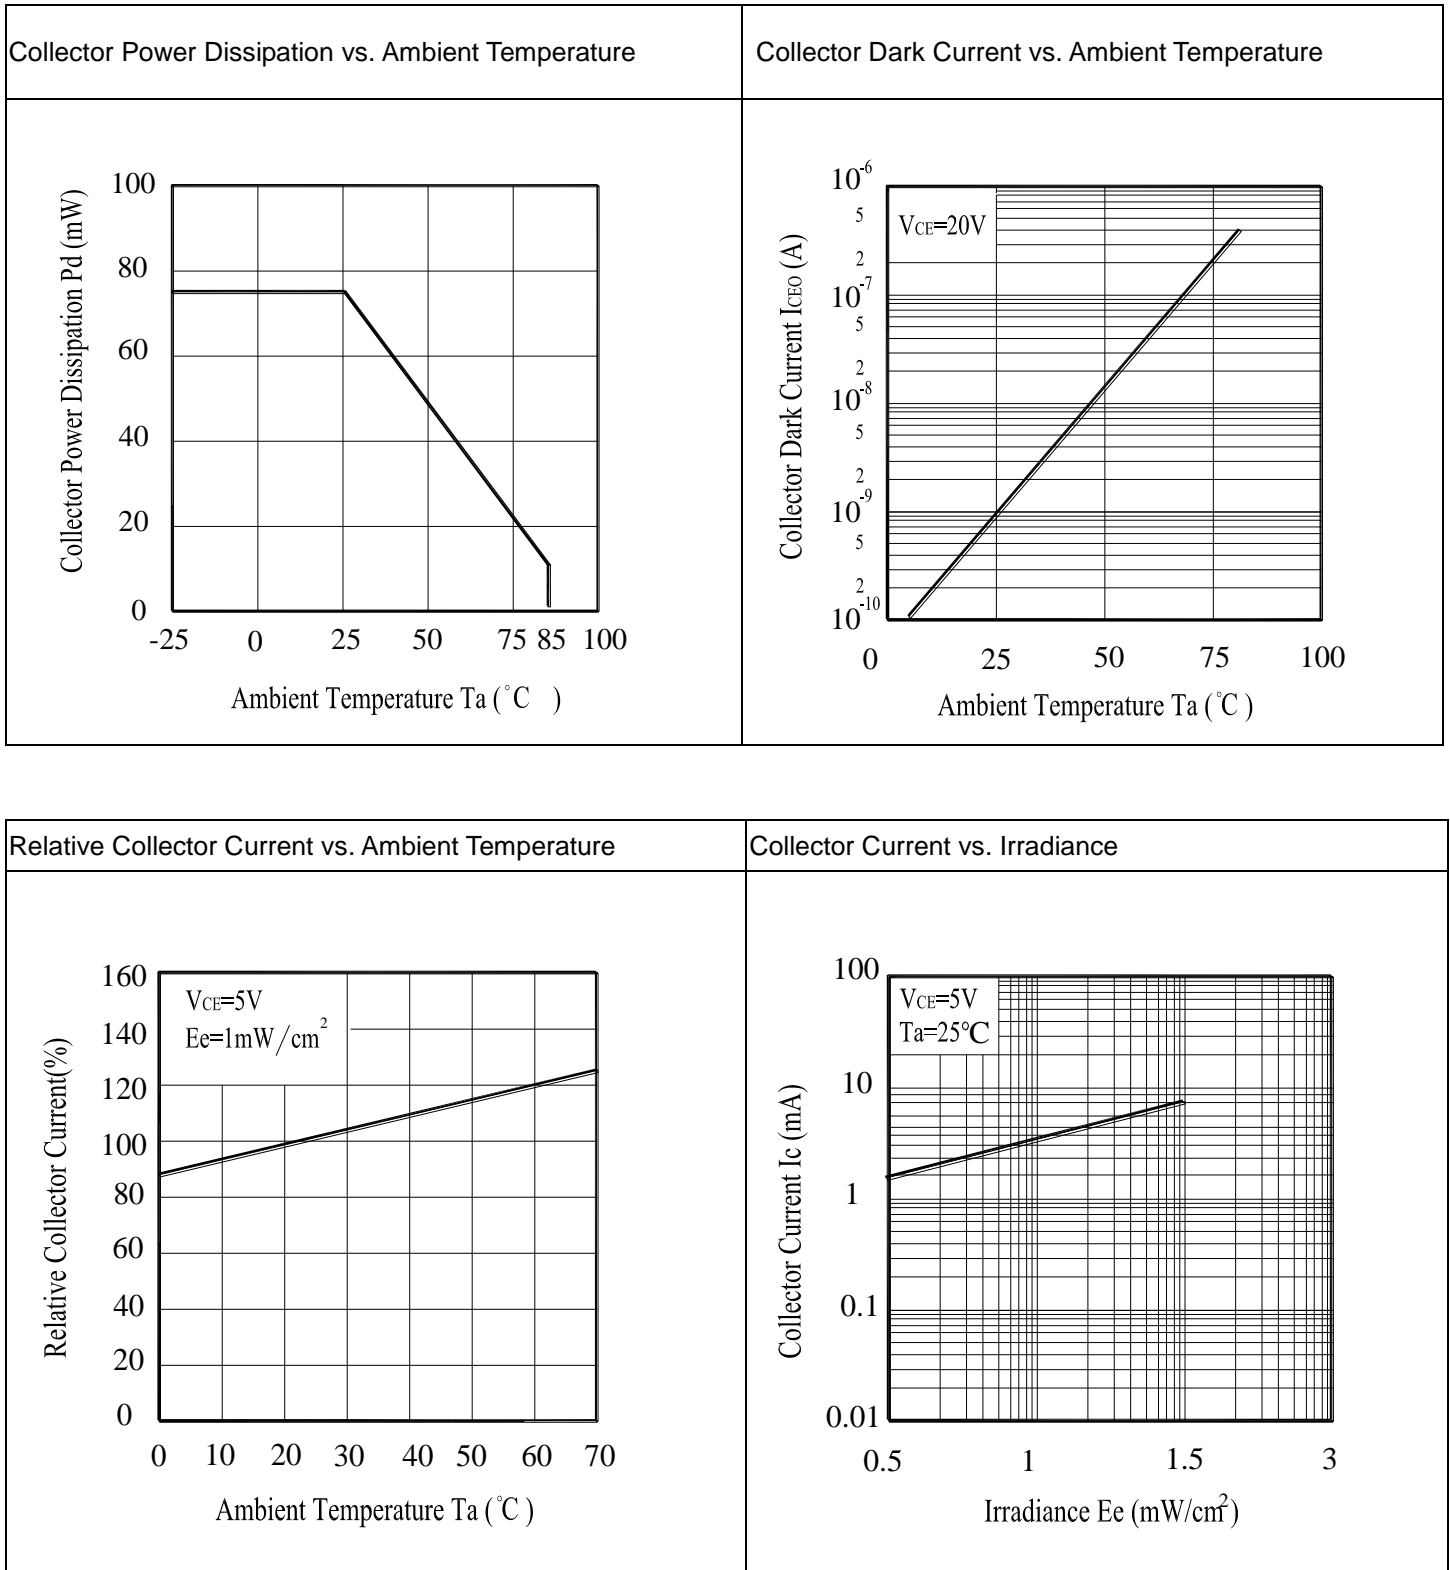 Collector Power Dissipation vs. Ambient Temperature
Collector Dark Current vs. Ambient Temperature
Collector Power Dissipation Pd (mW)
100
80
60
40
20
0
-25 0 25 50 75 85 100
Ambient Temperature Ta (°C )
Collector Dark Current ICEO (A)
VCE=20V
10-6
5
2
10-7
5
2
10-8
5
2
10-9
5
2
10-10
0 25 50 75 100
Ambient Temperature Ta (°C )
Relative Collector Current vs. Ambient Temperature
Collector Current vs. Irradiance
Relative Collector Current(%)
VCE=5V
Ee=1mW/cm2
160
140
120
100
80
60
40
20
0
0 10 20 30 40 50 60 70
Ambient Temperature Ta (°C )
Collector Current Ic (mA)
VCE=5V
Ta=25℃
100
10
1
0.1
0.01
0.5 1 1.5 3
Irradiance Ee (mW/cm2)